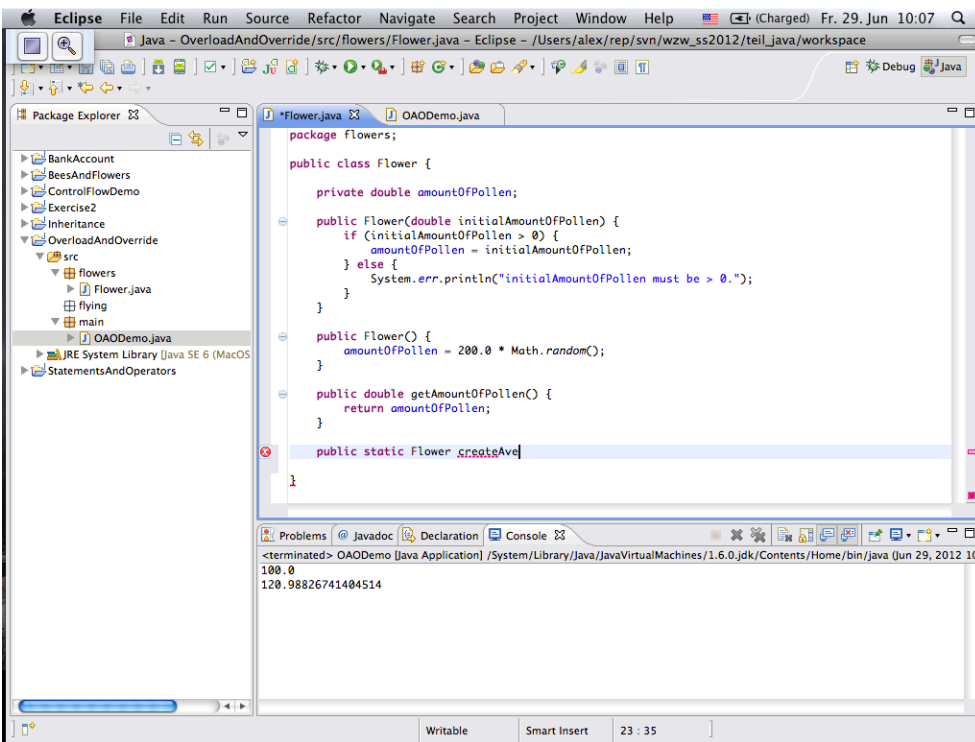 Eclipse File Edit Run Source Refactor Navigate Search Project Window Help (Charged) Fr. 29. Jun 10:07
Java – OverloadAndOverride/src/flowers/Flower.java – Eclipse – /Users/alex/rep/svn/wzw_ss2012/teil_java/workspace
Debug Java
Package Explorer
*Flower.java OAODemo.java
BankAccount
BeesAndFlowers
ControlFlowDemo
Exercise2
Inheritance
OverloadAndOverride
src
flowers
Flower.java
flying
main
OAODemo.java
JRE System Library [Java SE 6 (MacOS
StatementsAndOperators
package flowers;
public class Flower {
private double amountOfPollen;
public Flower(double initialAmountOfPollen) {
if (initialAmountOfPollen > 0) {
amountOfPollen = initialAmountOfPollen;
} else {
System.err.println("initialAmountOfPollen must be > 0.");
}
}
public Flower() {
amountOfPollen = 200.0 * Math.random();
}
public double getAmountOfPollen() {
return amountOfPollen;
}
public static Flower createAve
}
Problems @ Javadoc Declaration Console
<terminated> OAODemo [Java Application] /System/Library/Java/JavaVirtualMachines/1.6.0.jdk/Contents/Home/bin/java (Jun 29, 2012 10
100.0
120.98826741404514
Writable Smart Insert 23 : 35